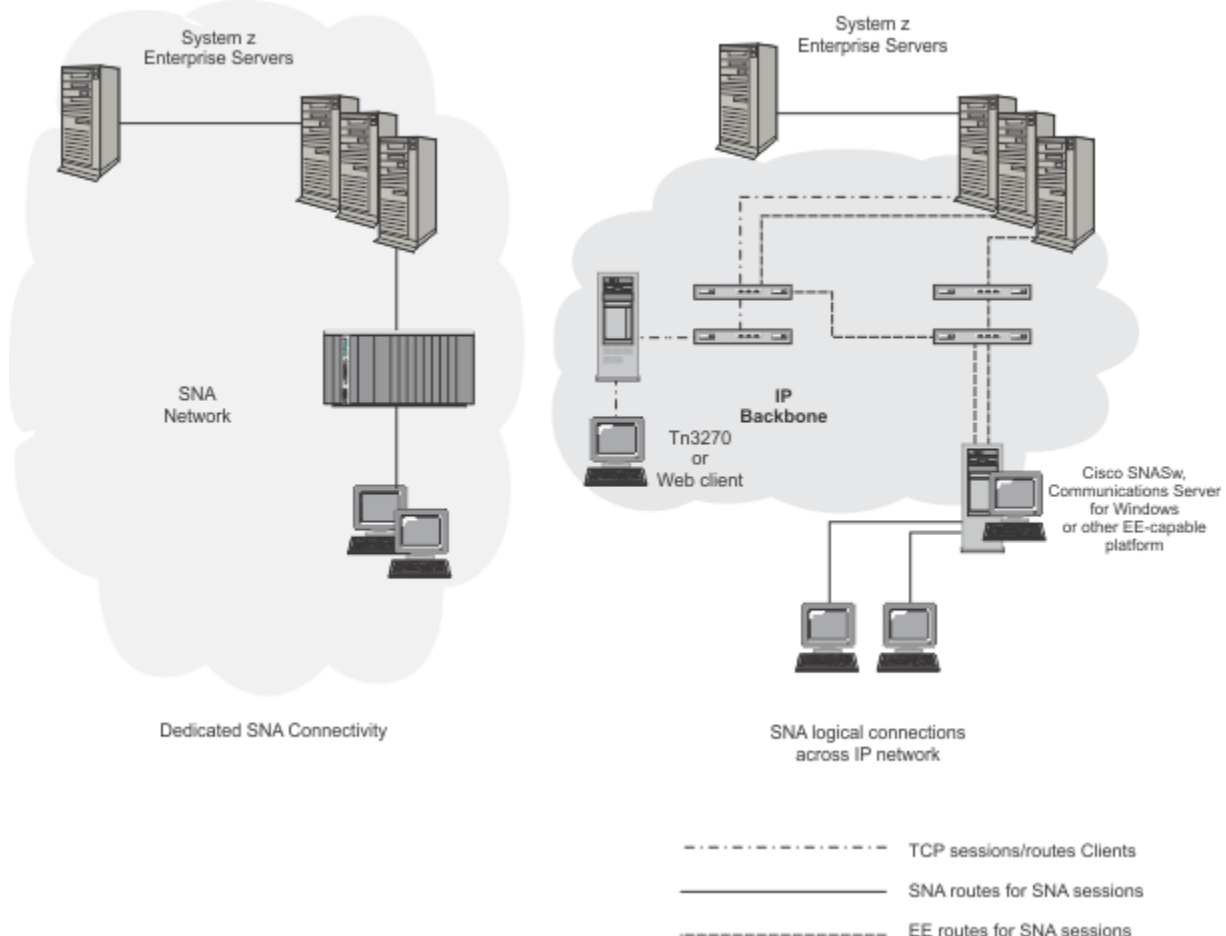 System z
Enterprise Servers
SNA
Network
Dedicated SNA Connectivity
System z
Enterprise Servers
IP
Backbone
Tn3270
or
Web client
Cisco SNASw,
Communications Server
for Windows
or other EE-capable
platform
SNA logical connections
across IP network
TCP sessions/routes Clients
SNA routes for SNA sessions
EE routes for SNA sessions